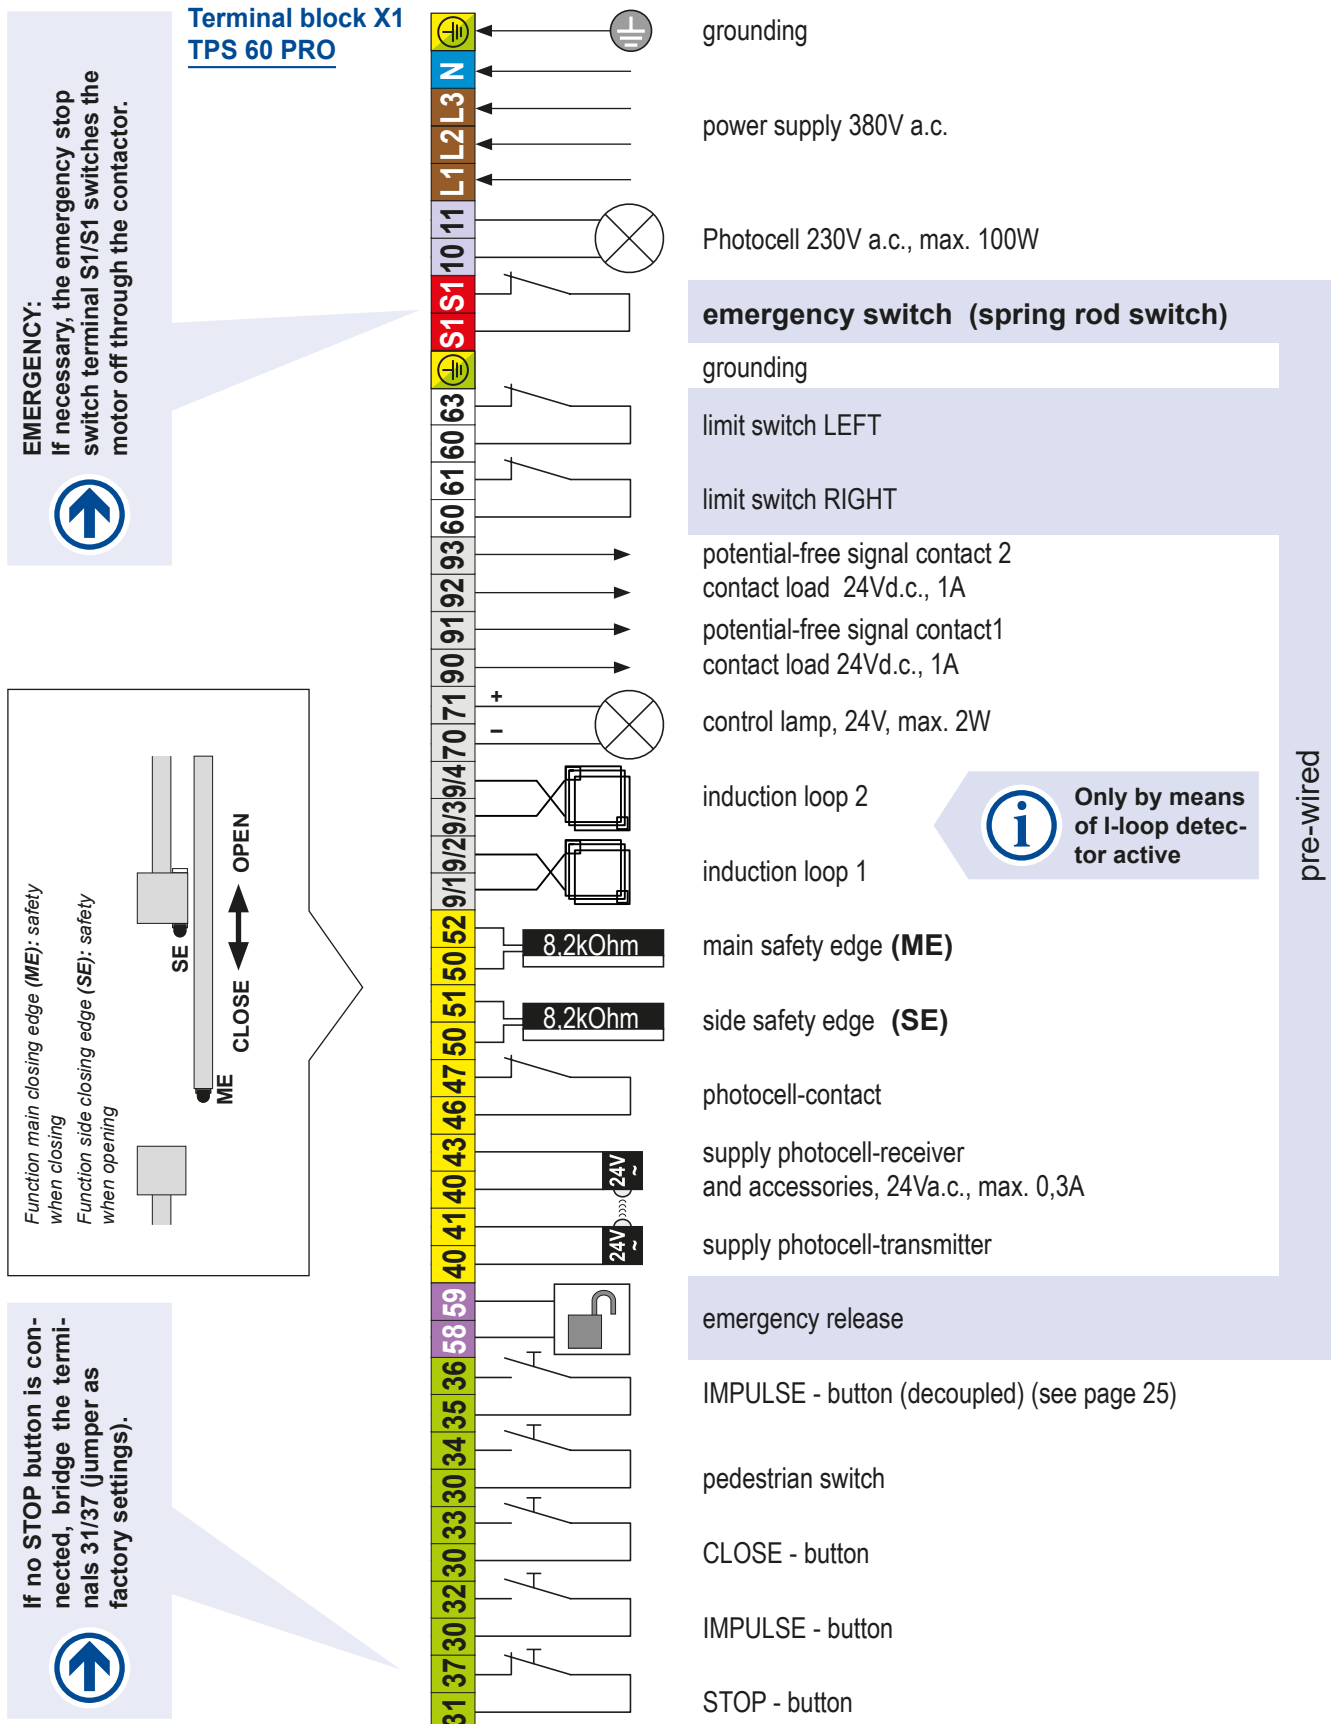 Terminal block X1
TPS 60 PRO
EMERGENCY:
If necessary, the emergency stop
switch terminal S1/S1 switches the
motor off through the contactor.
N
grounding
L3
L2
L1
power supply 380V a.c.
11
10
Photocell 230V a.c., max. 100W
S1
S1
emergency switch (spring rod switch)
grounding
63
60
limit switch LEFT
61
60
limit switch RIGHT
93
92
potential-free signal contact 2
contact load 24Vd.c., 1A
91
90
potential-free signal contact1
contact load 24Vd.c., 1A
71
70
+
–
control lamp, 24V, max. 2W
9/4
9/3
induction loop 2
9/2
9/1
induction loop 1
Only by means
of I-loop detec-
tor active
pre-wired
52
50
8,2kOhm
main safety edge (ME)
51
50
8,2kOhm
side safety edge (SE)
47
46
photocell-contact
43
40
24V
~
supply photocell-receiver
and accessories, 24Va.c., max. 0,3A
41
40
24V
~
supply photocell-transmitter
59
58
emergency release
36
35
IMPULSE - button (decoupled) (see page 25)
34
30
pedestrian switch
33
30
CLOSE - button
32
30
IMPULSE - button
37
31
STOP - button
Function main closing edge (ME): safety
when closing
Function side closing edge (SE): safety
when opening
SE
ME
CLOSE
OPEN
If no STOP button is con-
nected, bridge the termi-
nals 31/37 (jumper as
factory settings).